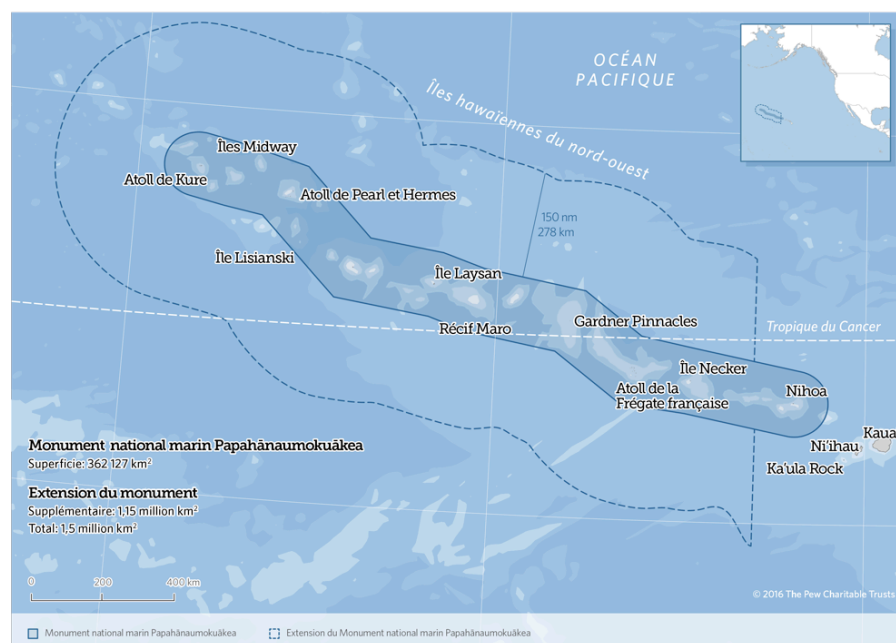 OCÉAN
PACIFIQUE
Îles hawaïennes du nord-ouest
Îles Midway
Atoll de Kure
Atoll de Pearl et Hermes
150 nm
278 km
Île Lisianski
Île Laysan
Récif Maro
Gardner Pinnacles
Tropique du Cancer
Île Necker
Atoll de la
Frégate française
Nihoa
Kaua
Ni'ihau
Ka'ula Rock
Monument national marin Papahānaumokuākea
Superficie: 362 127 km²
Extension du monument
Supplémentaire: 1,15 million km²
Total: 1,5 million km²
0 200 400 km
© 2016 The Pew Charitable Trusts
Monument national marin Papahānaumokuākea
Extension du Monument national marin Papahānaumokuākea